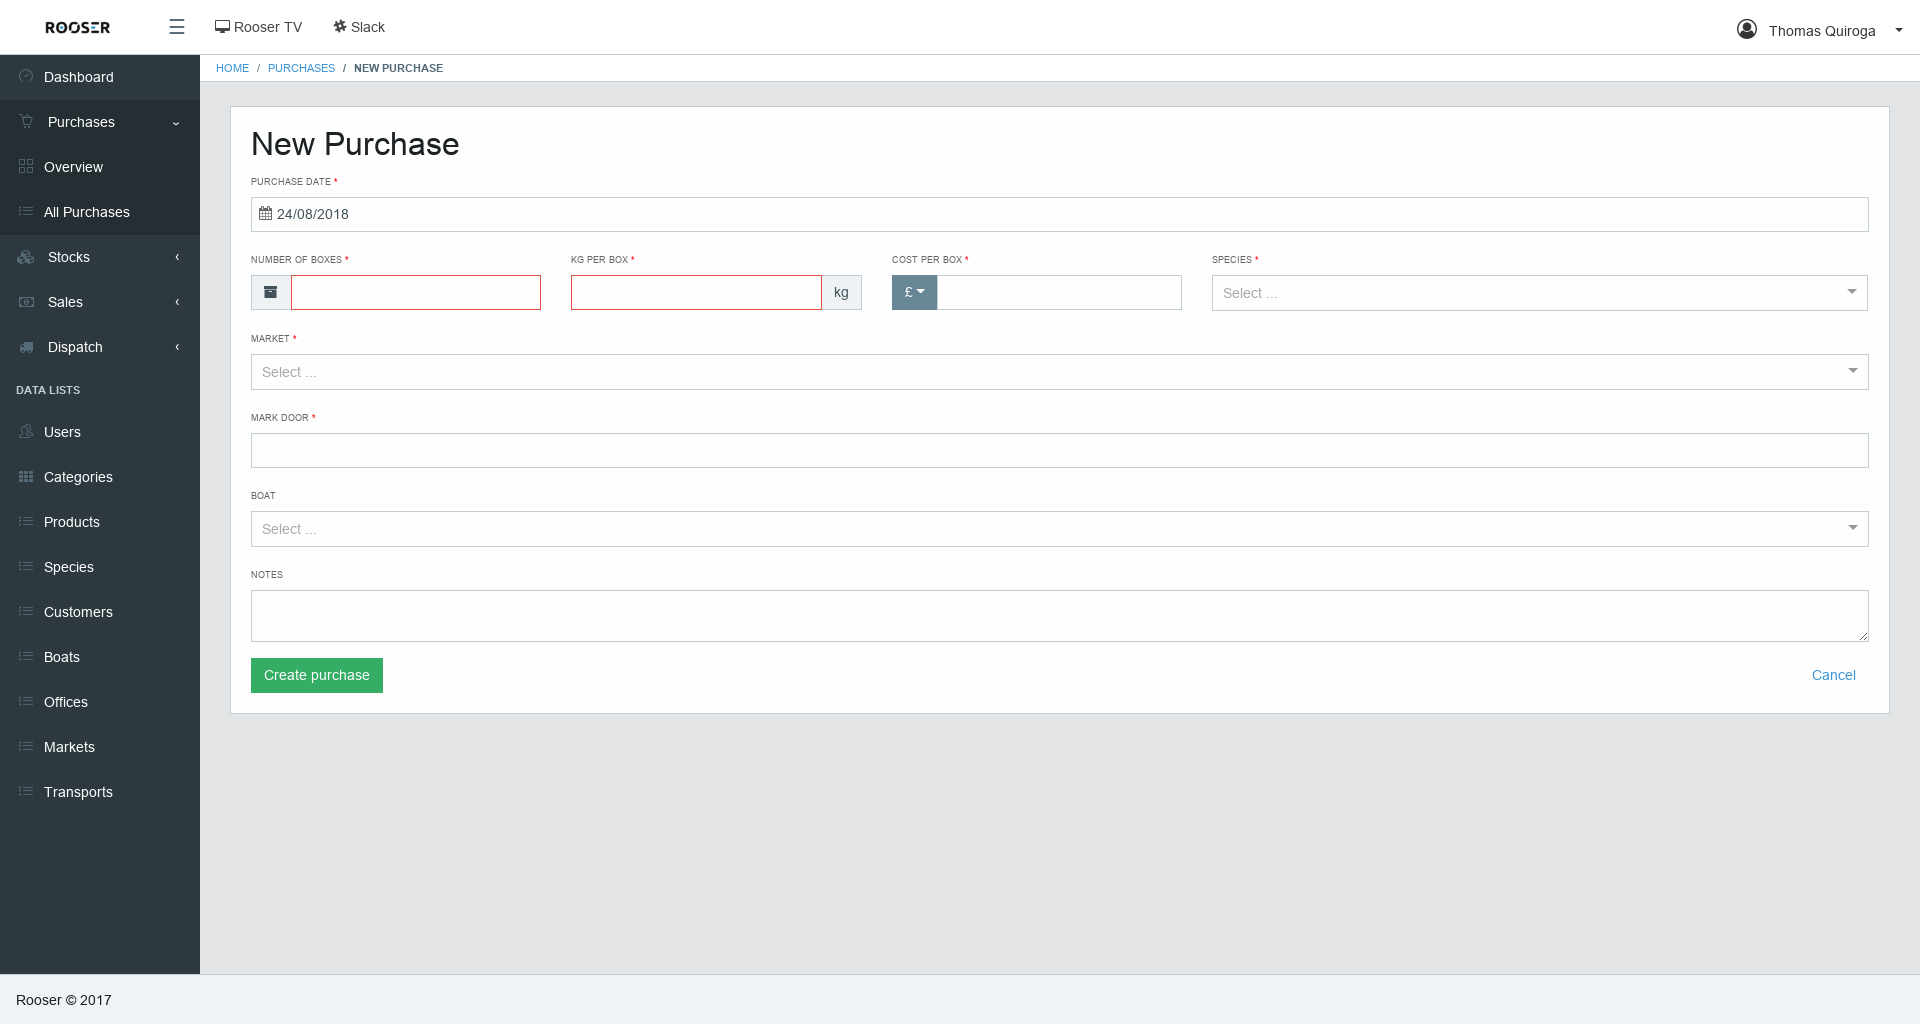 ROOSER
☰ Rooser TV Slack Thomas Quiroga
HOME / PURCHASES / NEW PURCHASE
Dashboard
Purchases
Overview
All Purchases
Stocks
Sales
Dispatch
DATA LISTS
Users
Categories
Products
Species
Customers
Boats
Offices
Markets
Transports
New Purchase
PURCHASE DATE *
24/08/2018
NUMBER OF BOXES * KG PER BOX * COST PER BOX * SPECIES *
kg £ Select ...
MARKET *
Select ...
MARK DOOR *
BOAT
Select ...
NOTES
Create purchase Cancel
Rooser © 2017